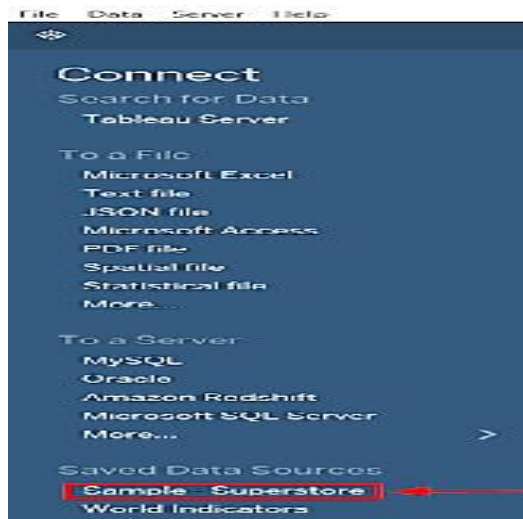 File Data Server Help
Connect
Search for Data
Tableau Server
To a File
Microsoft Excel
Text file
JSON file
Microsoft Access
PDF file
Spatial file
Statistical file
More...
To a Server
MySQL
Oracle
Amazon Redshift
Microsoft SQL Server
More... >
Saved Data Sources
Sample - Superstore
World Indicators